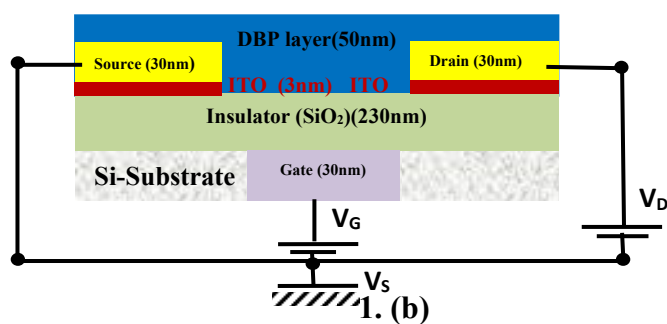 DBP layer(50nm)
Source (30nm)
Drain (30nm)
ITO (3nm) ITO
Insulator (SiO₂)(230nm)
Si-Substrate
Gate (30nm)
V_G
V_D
V_S
1. (b)